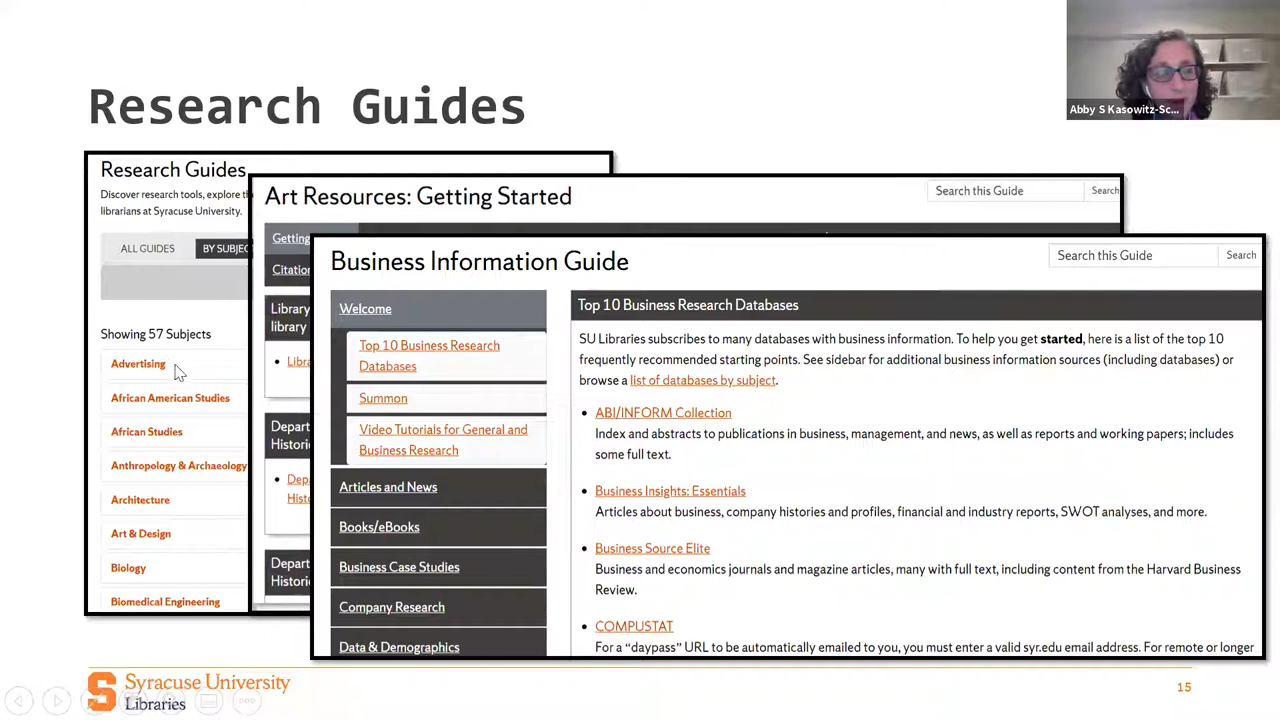 Abby S Kasowitz-Sc...
Research Guides
Research Guides
Discover research tools, explore t
librarians at Syracuse University.
ALL GUIDES
BY SUBJEC
Showing 57 Subjects
Advertising
African American Studies
African Studies
Anthropology & Archaeology
Architecture
Art & Design
Biology
Biomedical Engineering
Art Resources: Getting Started
Search this Guide
Search
Getting
Citatio
Library
library
Libra
Depart
Historie
Dep
Histo
Depart
Historie
Business Information Guide
Search this Guide
Search
Welcome
Top 10 Business Research
Databases
Summon
Video Tutorials for General and
Business Research
Articles and News
Books/eBooks
Business Case Studies
Company Research
Data & Demographics
Top 10 Business Research Databases
SU Libraries subscribes to many databases with business information. To help you get started, here is a list of the top 10
frequently recommended starting points. See sidebar for additional business information sources (including databases) or
browse a list of databases by subject.
ABI/INFORM Collection
Index and abstracts to publications in business, management, and news, as well as reports and working papers; includes
some full text.
Business Insights: Essentials
Articles about business, company histories and profiles, financial and industry reports, SWOT analyses, and more.
Business Source Elite
Business and economics journals and magazine articles, many with full text, including content from the Harvard Business
Review.
COMPUSTAT
For a “daypass” URL to be automatically emailed to you, you must enter a valid syr.edu email address. For remote or longer
S
Syracuse University
Libraries
15